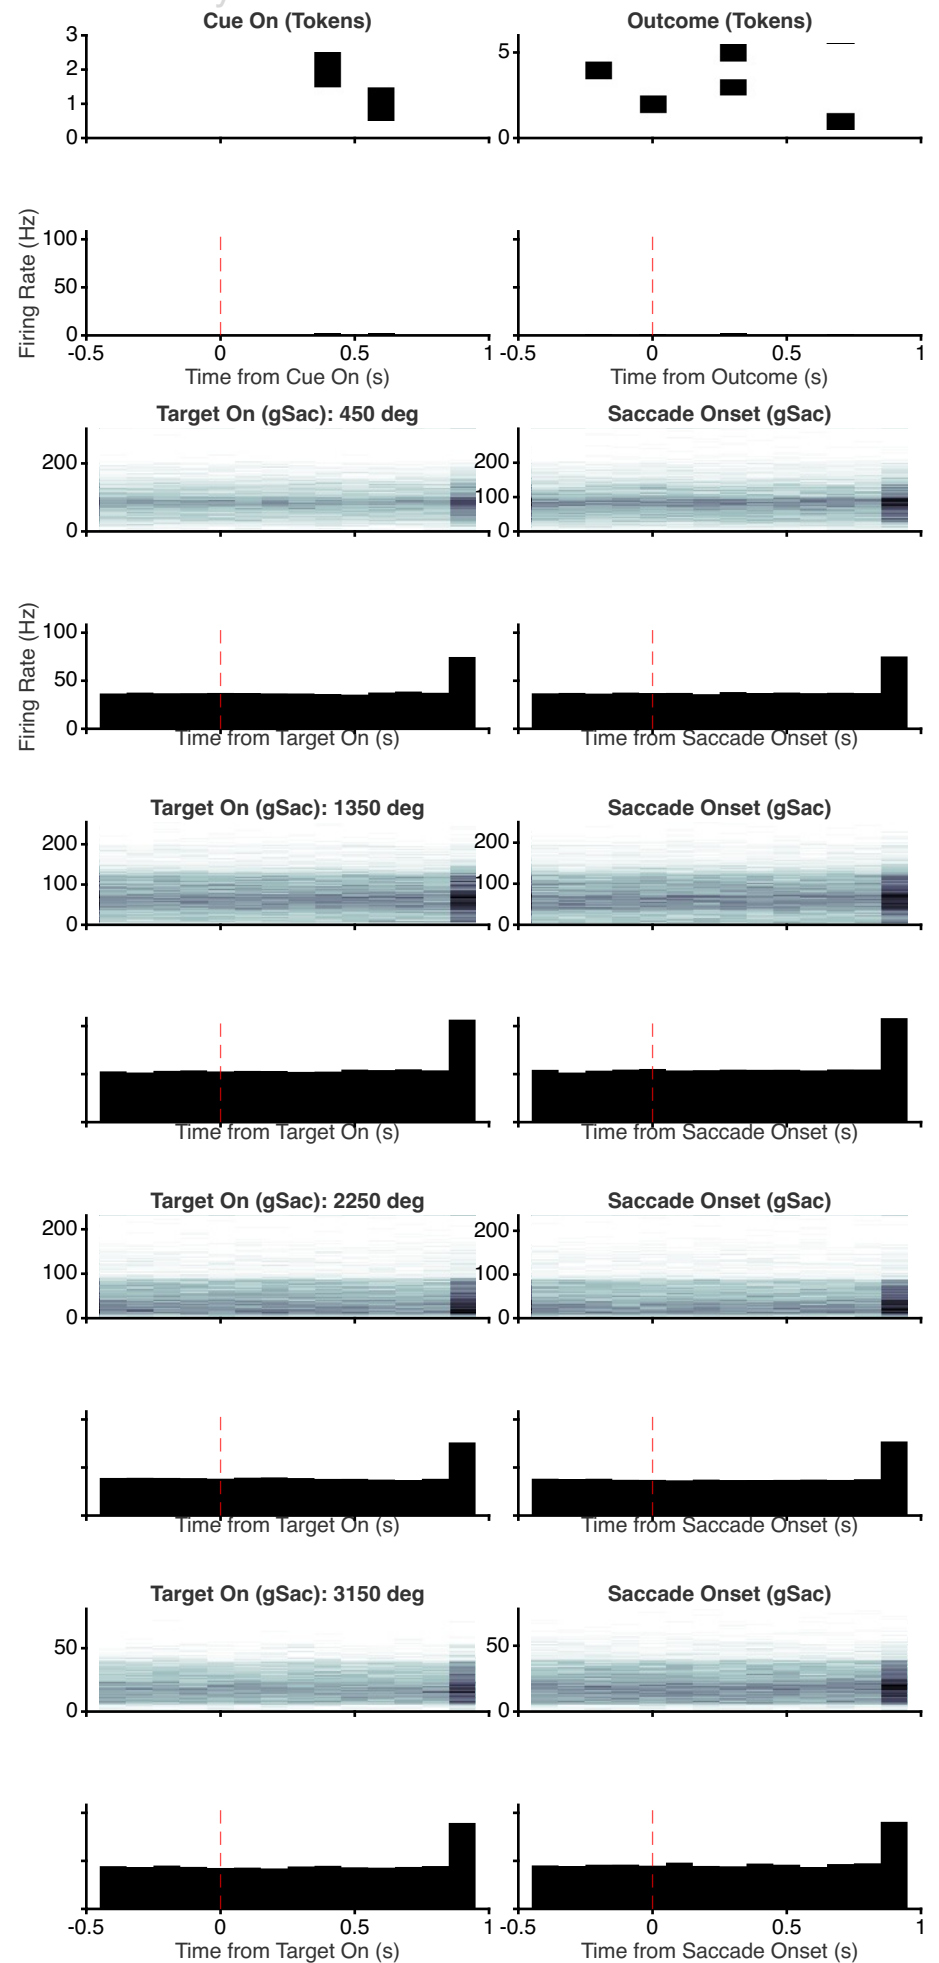 Cue On (Tokens) Outcome (Tokens)
3
2
1
0
5
0
Firing Rate (Hz)
100
50
0
-0.5 0 0.5 1 -0.5 0 0.5 1
Time from Cue On (s) Time from Outcome (s)
Target On (gSac): 450 deg Saccade Onset (gSac)
200
0
200
100
0
Firing Rate (Hz)
100
50
0
Time from Target On (s) Time from Saccade Onset (s)
Target On (gSac): 1350 deg Saccade Onset (gSac)
200
100
0
200
100
0
Time from Target On (s) Time from Saccade Onset (s)
Target On (gSac): 2250 deg Saccade Onset (gSac)
200
100
0
200
100
0
Time from Target On (s) Time from Saccade Onset (s)
Target On (gSac): 3150 deg Saccade Onset (gSac)
50
0
50
0
-0.5 0 0.5 1 -0.5 0 0.5 1
Time from Target On (s) Time from Saccade Onset (s)